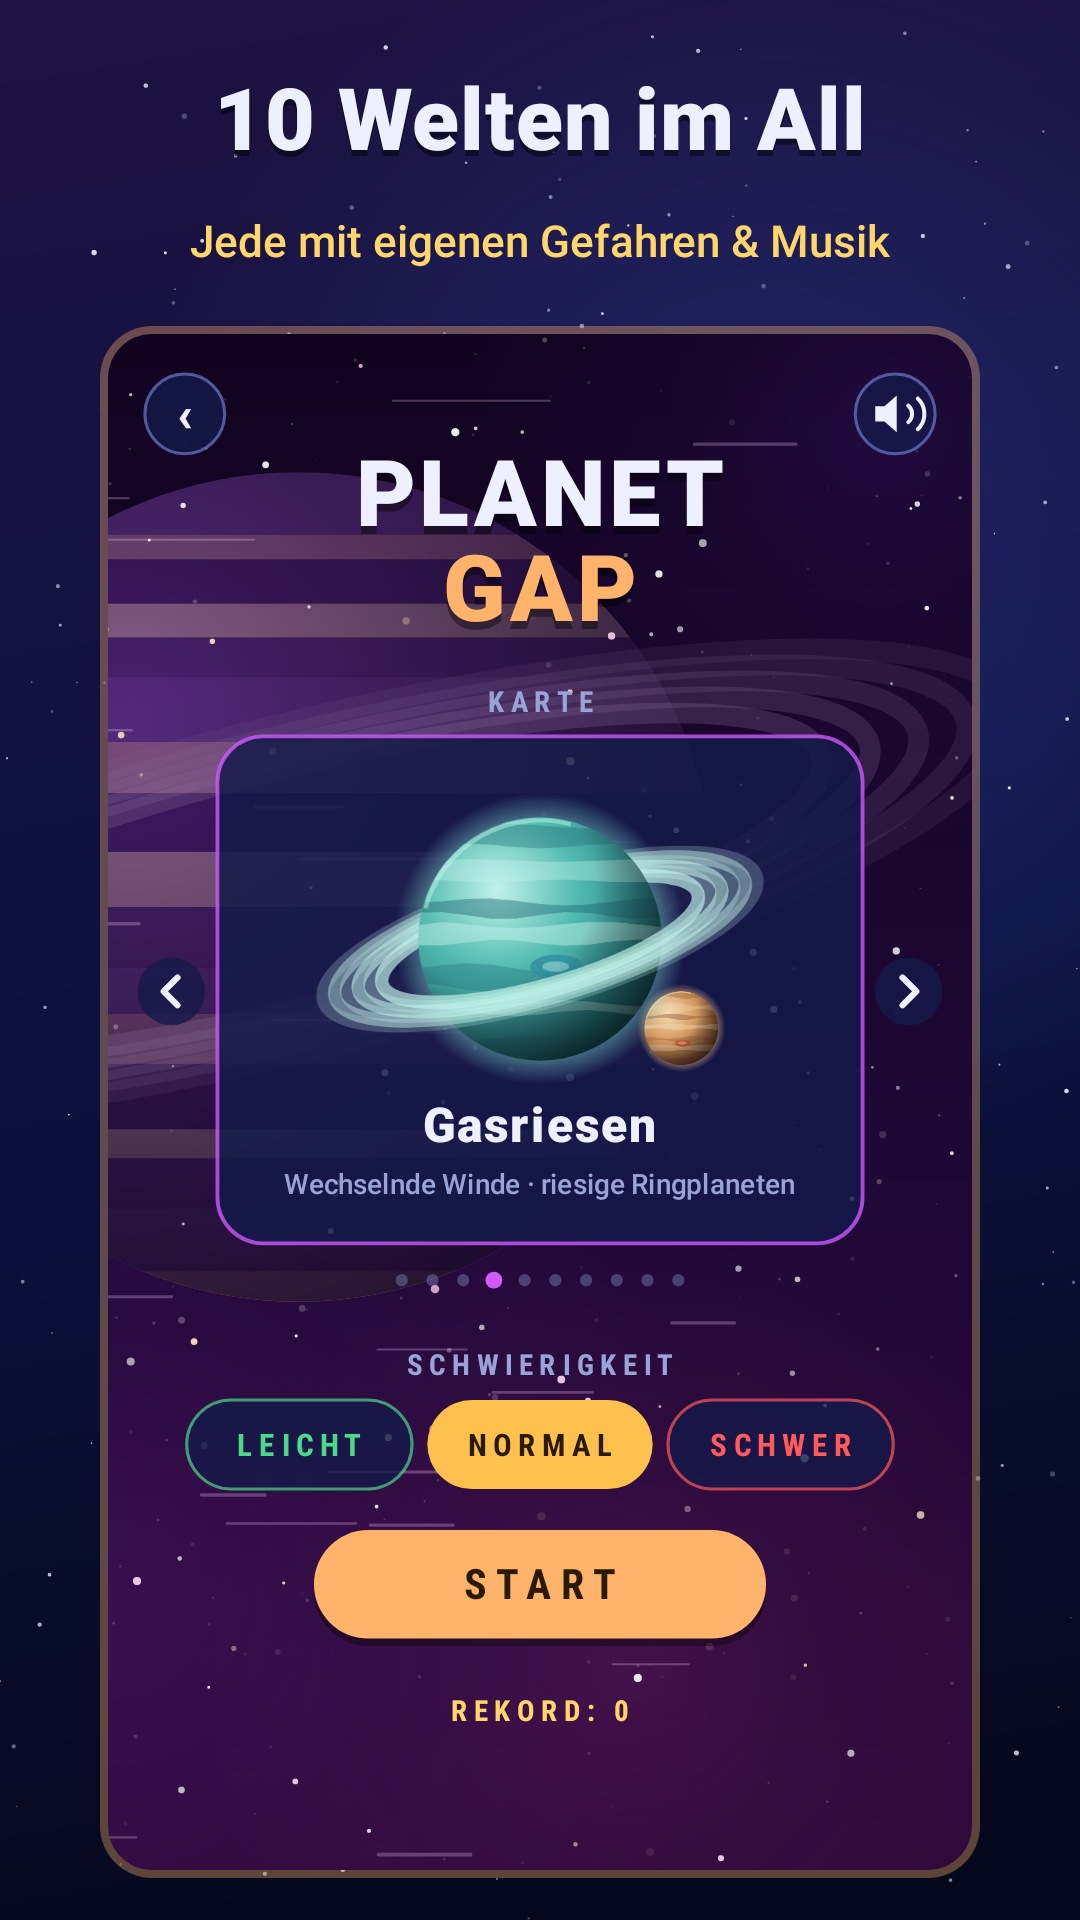 10 Welten im All
Jede mit eigenen Gefahren & Musik
PLANET
GAP
KARTE
Gasriesen
Wechselnde Winde · riesige Ringplaneten
SCHWIERIGKEIT
LEICHT NORMAL SCHWER
START
REKORD: 0